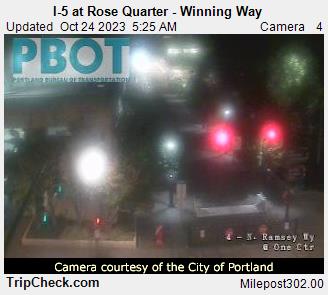 I-5 at Rose Quarter - Winning Way
Updated Oct 24 2023 5:25 AM Camera 4
PBOT
PORTLAND BUREAU OF TRANSPORTATION
4 - N. Ramsey Wy
@ One Ctr
Camera courtesy of the City of Portland
TripCheck.com Milepost302.00